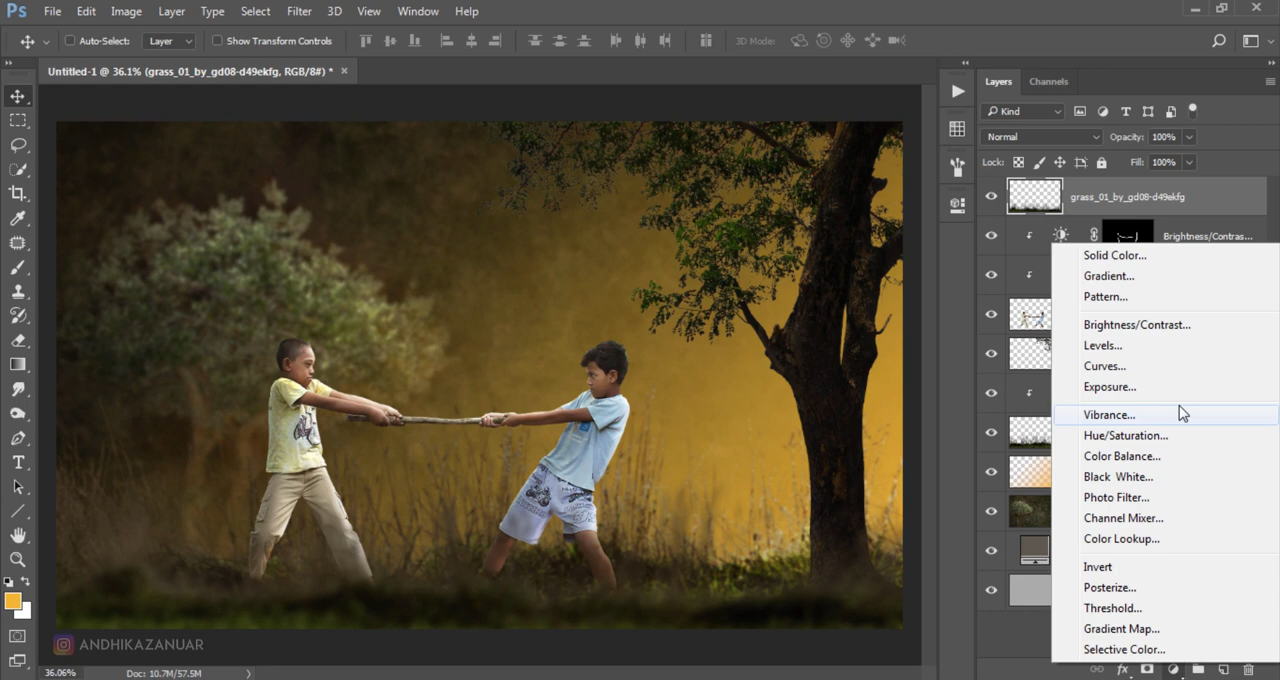 Ps File Edit Image Layer Type Select Filter 3D View Window Help
Auto-Select: Layer Show Transform Controls 3D Mode:
Untitled-1 @ 36.1% (grass_01_by_gd08-d49ekfg, RGB/8#) * ×
Layers Channels
Kind
Normal Opacity: 100%
Lock: Fill: 100%
grass_01_by_gd08-d49ekfg
Brightness/Contras...
Solid Color...
Gradient...
Pattern...
Brightness/Contrast...
Levels...
Curves...
Exposure...
Vibrance...
Hue/Saturation...
Color Balance...
Black White...
Photo Filter...
Channel Mixer...
Color Lookup...
Invert
Posterize...
Threshold...
Gradient Map...
Selective Color...
ANDHIKAZANUAR
36.06% Doc: 10.7M/57.5M
fx